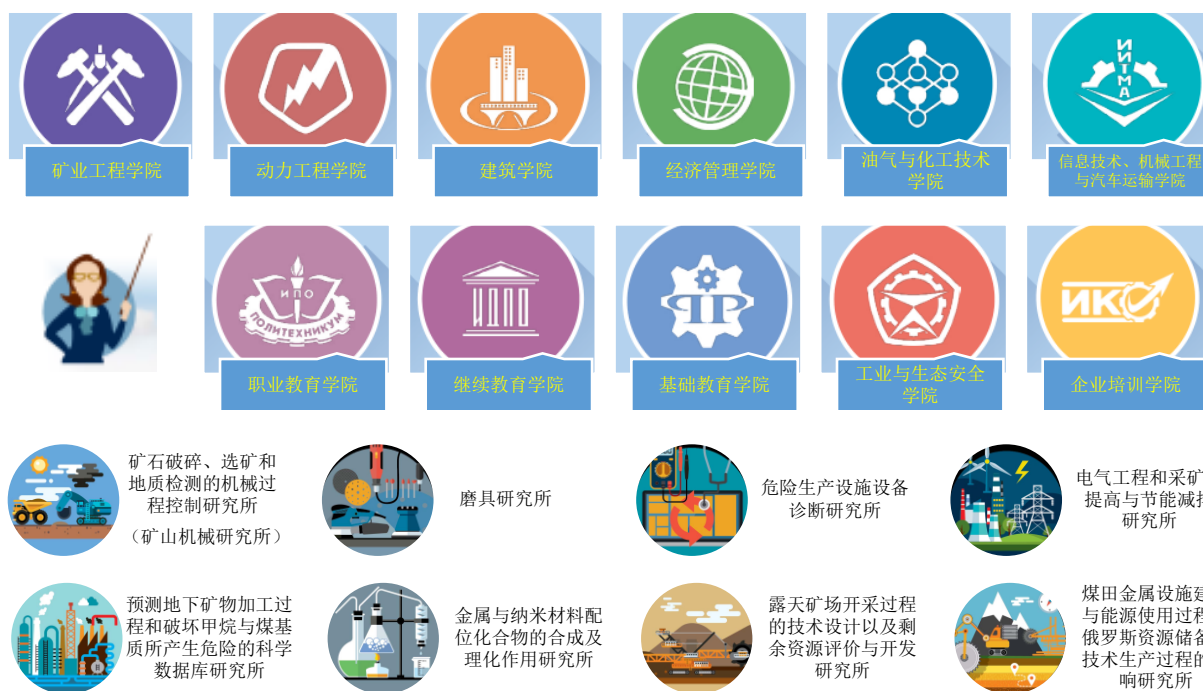 ИИТМА
矿业工程学院
动力工程学院
建筑学院
经济管理学院
油气与化工技术
学院
信息技术、机械工程
与汽车运输学院
ИПО
ПОЛИТЕХНИКУМ
ИДПО
ИКО
职业教育学院
继续教育学院
基础教育学院
工业与生态安全
学院
企业培训学院
矿石破碎、选矿和
地质检测的机械过
程控制研究所
（矿山机械研究所）
磨具研究所
危险生产设施设备
诊断研究所
电气工程和采矿
提高与节能减
研究所
预测地下矿物加工过
程和破坏甲烷与煤基
质所产生危险的科学
数据库研究所
金属与纳米材料配
位化合物的合成及
理化作用研究所
露天矿场开采过程
的技术设计以及剩
余资源评价与开发
研究所
煤田金属设施建
与能源使用过程
俄罗斯资源储备
技术生产过程的
响研究所